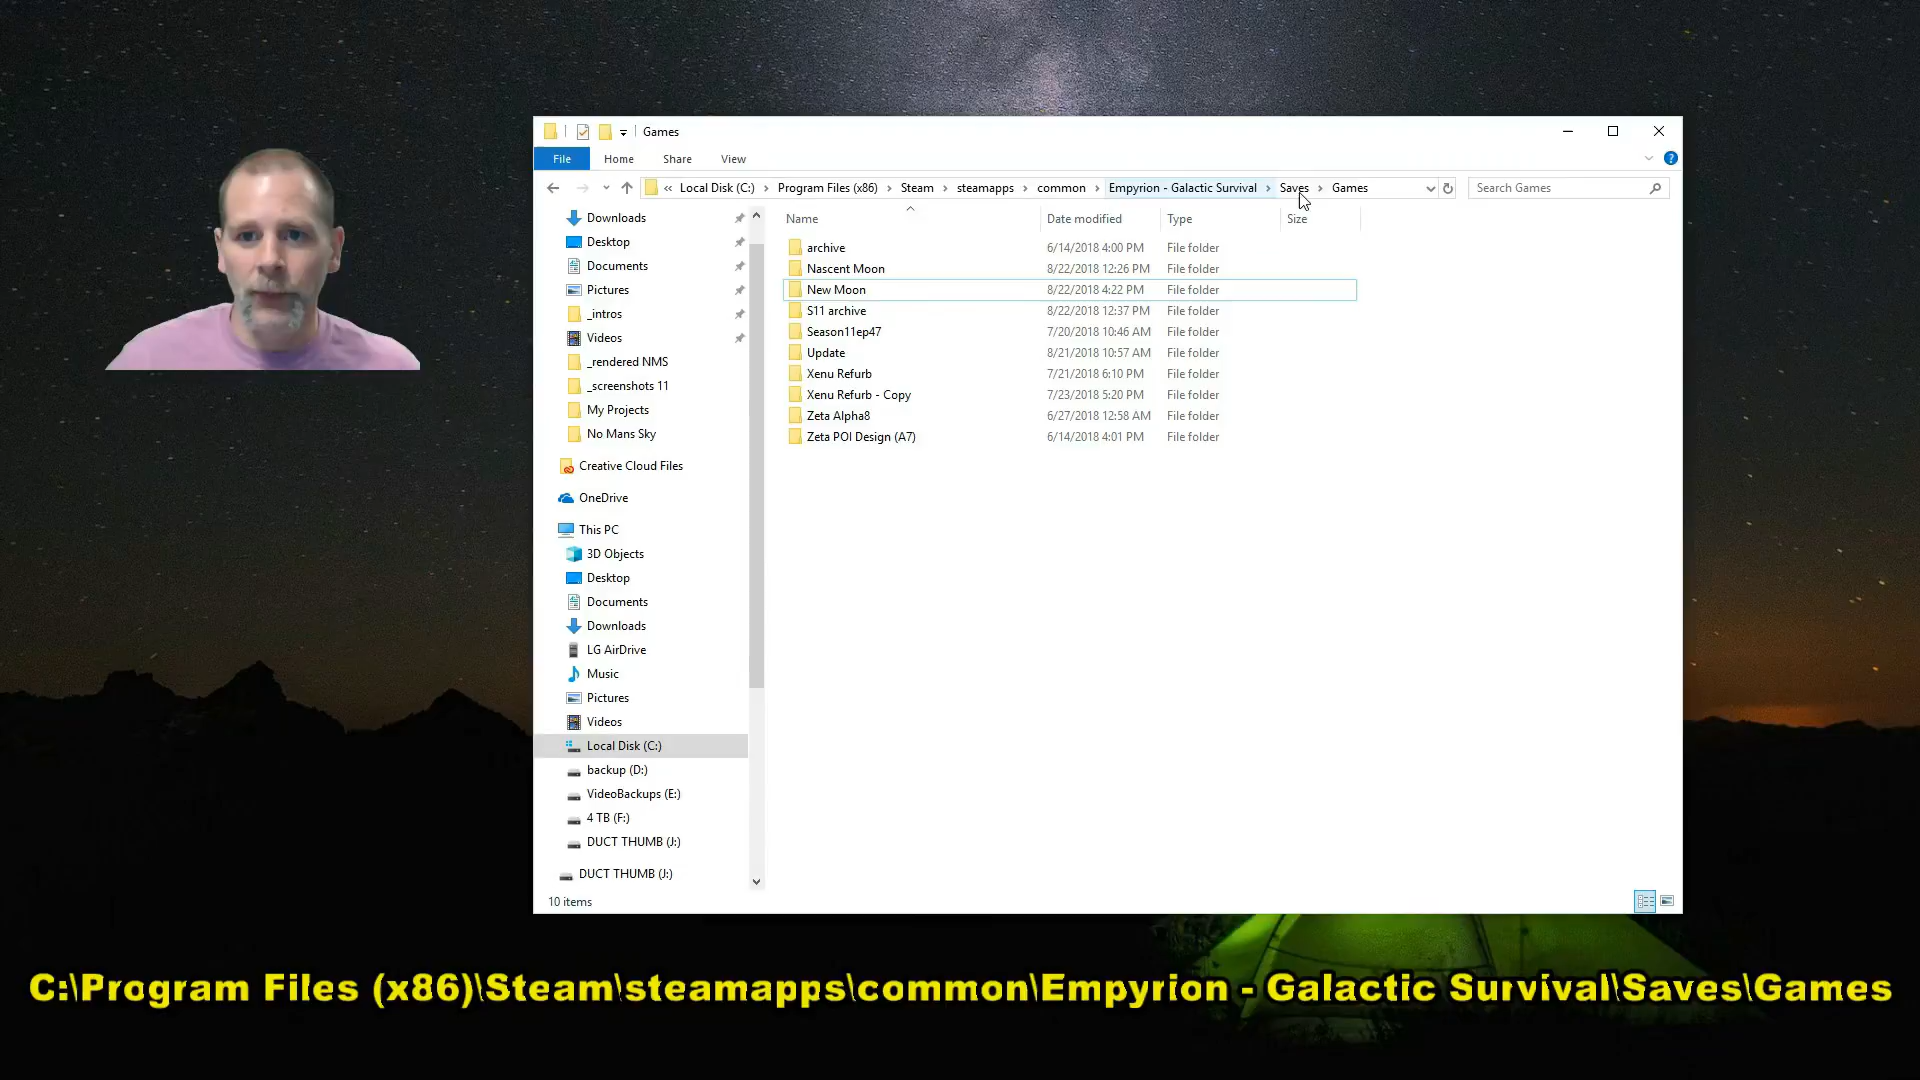 Games
File Home Share View
« Local Disk (C:) › Program Files (x86) › Steam › steamapps › common › Empyrion - Galactic Survival › Saves › Games
Search Games
Name Date modified Type Size
archive 6/14/2018 4:00 PM File folder
Nascent Moon 8/22/2018 12:26 PM File folder
New Moon 8/22/2018 4:22 PM File folder
S11 archive 8/22/2018 12:37 PM File folder
Season11ep47 7/20/2018 10:46 AM File folder
Update 8/21/2018 10:57 AM File folder
Xenu Refurb 7/21/2018 6:10 PM File folder
Xenu Refurb - Copy 7/23/2018 5:20 PM File folder
Zeta Alpha8 6/27/2018 12:58 AM File folder
Zeta POI Design (A7) 6/14/2018 4:01 PM File folder
Downloads
Desktop
Documents
Pictures
_intros
Videos
_rendered NMS
_screenshots 11
My Projects
No Mans Sky
Creative Cloud Files
OneDrive
This PC
3D Objects
Desktop
Documents
Downloads
LG AirDrive
Music
Pictures
Videos
Local Disk (C:)
backup (D:)
VideoBackups (E:)
4 TB (F:)
DUCT THUMB (J:)
DUCT THUMB (J:)
10 items
C:\Program Files (x86)\Steam\steamapps\common\Empyrion - Galactic Survival\Saves\Games